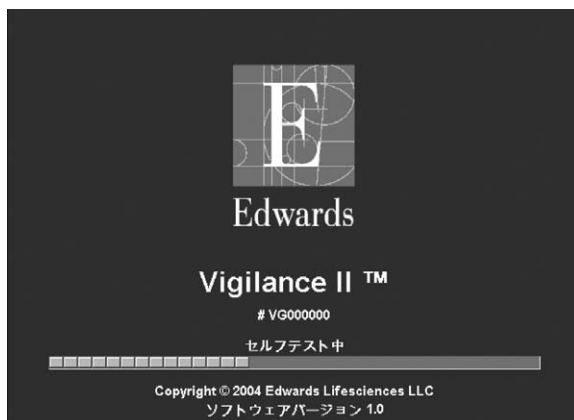 E
Edwards
Vigilance II ™
# VG000000
セルフテスト中
Copyright © 2004 Edwards Lifesciences LLC
ソフトウェアバージョン 1.0